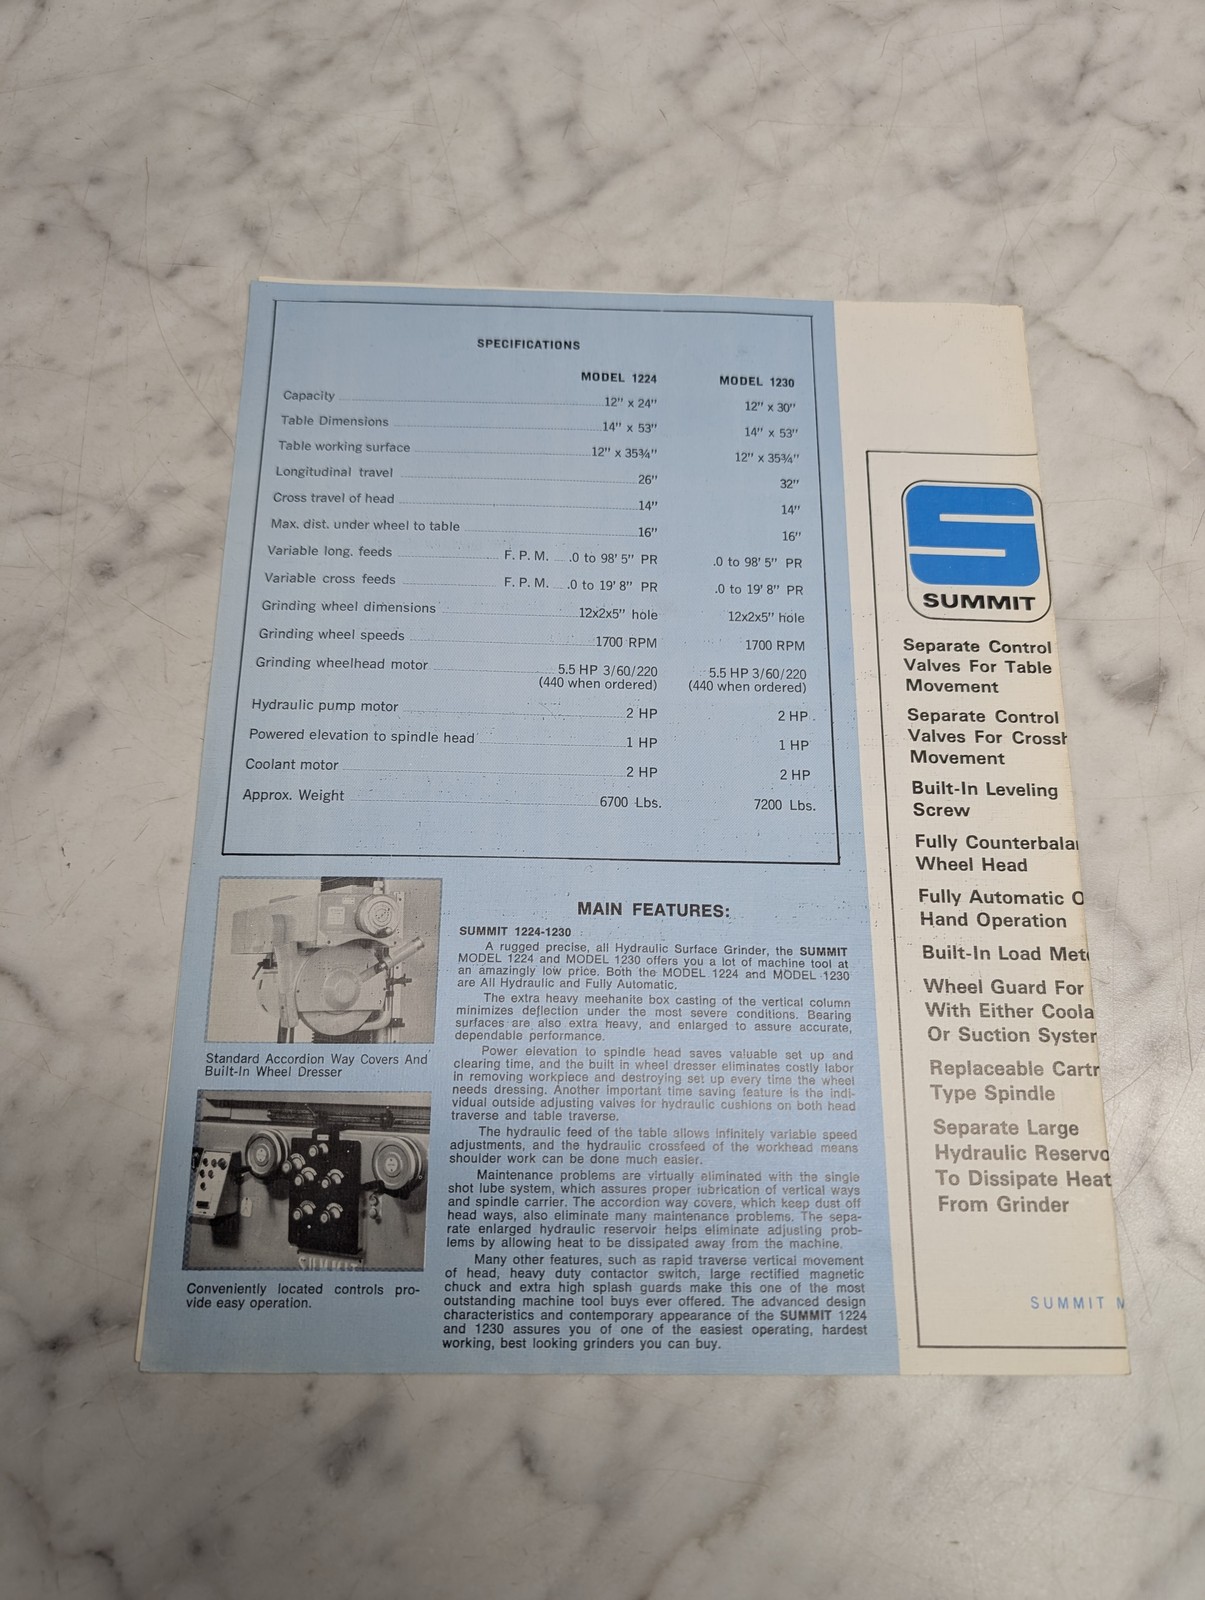 SPECIFICATIONS
MODEL 1224 MODEL 1230
Capacity 12" x 24" 12" x 30"
Table Dimensions 14" x 53" 14" x 53"
Table working surface 12" x 35¾" 12" x 35¾"
Longitudinal travel 26" 32"
Cross travel of head 14" 14"
Max. dist. under wheel to table 16" 16"
Variable long. feeds F. P. M. .0 to 98' 5" PR .0 to 98' 5" PR
Variable cross feeds F. P. M. .0 to 19' 8" PR .0 to 19' 8" PR
Grinding wheel dimensions 12x2x5" hole 12x2x5" hole
Grinding wheel speeds 1700 RPM 1700 RPM
Grinding wheelhead motor 5.5 HP 3/60/220 5.5 HP 3/60/220
(440 when ordered) (440 when ordered)
Hydraulic pump motor 2 HP 2 HP
Powered elevation to spindle head 1 HP 1 HP
Coolant motor 2 HP 2 HP
Approx. Weight 6700 Lbs. 7200 Lbs.
Standard Accordion Way Covers And
Built-In Wheel Dresser
SUMMIT
Conveniently located controls pro-
vide easy operation.
MAIN FEATURES:
SUMMIT 1224-1230
A rugged precise, all Hydraulic Surface Grinder, the SUMMIT
MODEL 1224 and MODEL 1230 offers you a lot of machine tool at
an amazingly low price. Both the MODEL 1224 and MODEL 1230
are All Hydraulic and Fully Automatic.
The extra heavy meehanite box casting of the vertical column
minimizes deflection under the most severe conditions. Bearing
surfaces are also extra heavy, and enlarged to assure accurate,
dependable performance.
Power elevation to spindle head saves valuable set up and
clearing time, and the built in wheel dresser eliminates costly labor
in removing workpiece and destroying set up every time the wheel
needs dressing. Another important time saving feature is the indi-
vidual outside adjusting valves for hydraulic cushions on both head
traverse and table traverse.
The hydraulic feed of the table allows infinitely variable speed
adjustments, and the hydraulic crossfeed of the workhead means
shoulder work can be done much easier.
Maintenance problems are virtually eliminated with the single
shot lube system, which assures proper lubrication of vertical ways
and spindle carrier. The accordion way covers, which keep dust off
head ways, also eliminate many maintenance problems. The sepa-
rate enlarged hydraulic reservoir helps eliminate adjusting prob-
lems by allowing heat to be dissipated away from the machine.
Many other features, such as rapid traverse vertical movement
of head, heavy duty contactor switch, large rectified magnetic
chuck and extra high splash guards make this one of the most
outstanding machine tool buys ever offered. The advanced design
characteristics and contemporary appearance of the SUMMIT 1224
and 1230 assures you of one of the easiest operating, hardest
working, best looking grinders you can buy.
S
SUMMIT
Separate Control
Valves For Table
Movement
Separate Control
Valves For Crossh
Movement
Built-In Leveling
Screw
Fully Counterbalan
Wheel Head
Fully Automatic O
Hand Operation
Built-In Load Mete
Wheel Guard For
With Either Coola
Or Suction System
Replaceable Cartr
Type Spindle
Separate Large
Hydraulic Reservo
To Dissipate Heat
From Grinder
SUMMIT M